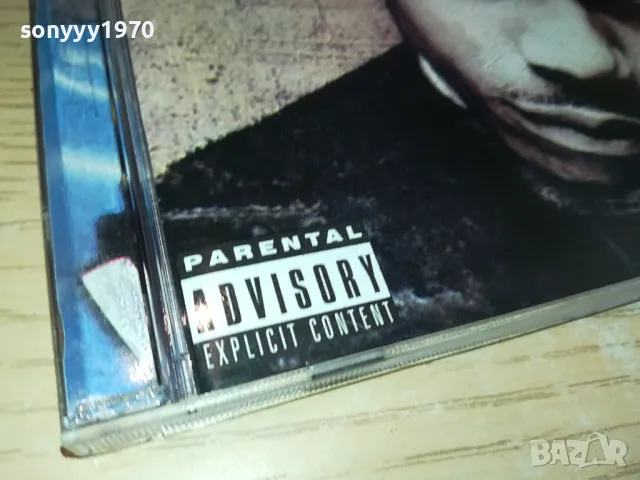 sonyyy1970
PARENTAL
ADVISORY
EXPLICIT CONTENT
BAZAR